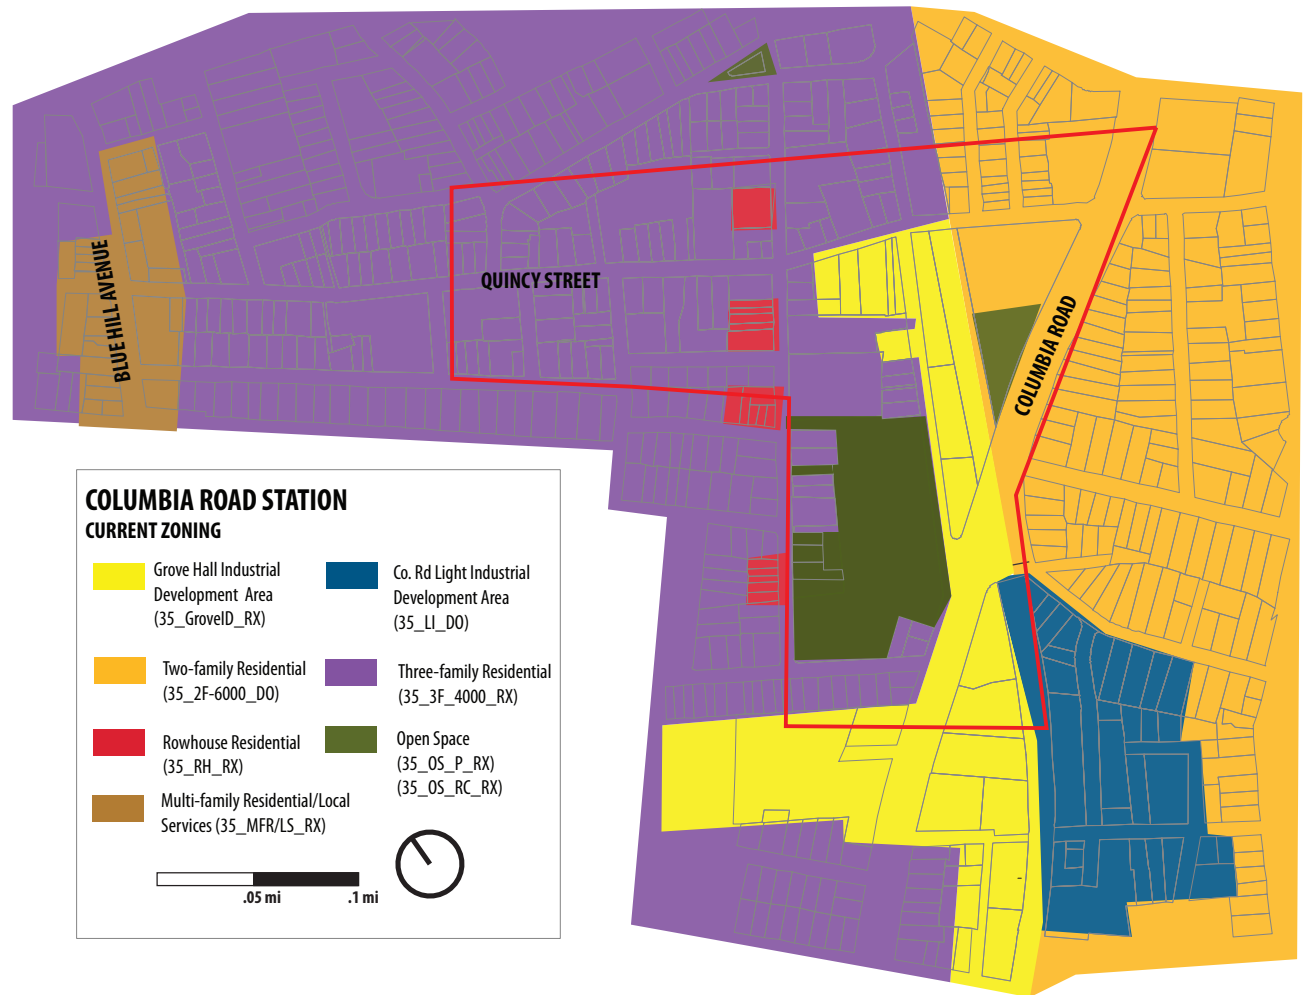 BLUE HILL AVENUE
QUINCY STREET
COLUMBIA ROAD
COLUMBIA ROAD STATION
CURRENT ZONING
Grove Hall Industrial
Development Area
(35_GroveID_RX)
Co. Rd Light Industrial
Development Area
(35_LI_DO)
Two-family Residential
(35_2F-6000_DO)
Three-family Residential
(35_3F_4000_RX)
Rowhouse Residential
(35_RH_RX)
Open Space
(35_OS_P_RX)
(35_OS_RC_RX)
Multi-family Residential/Local
Services (35_MFR/LS_RX)
.05 mi
.1 mi